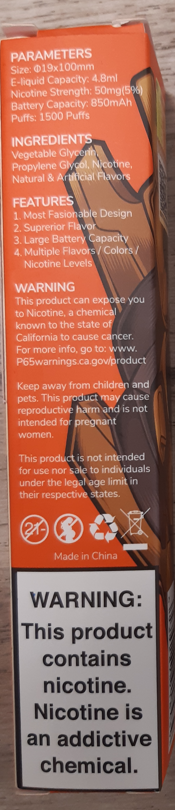 PARAMETERS
Size: Φ19x100mm
E-liquid Capacity: 4.8ml
Nicotine Strength: 50mg(5%)
Battery Capacity: 850mAh
Puffs: 1500 Puffs
INGREDIENTS
Vegetable Glycerin,
Propylene Glycol, Nicotine,
Natural & Artificial Flavors
FEATURES
1. Most Fasionable Design
2. Suprerior Flavor
3. Large Battery Capacity
4. Multiple Flavors / Colors /
Nicotine Levels
WARNING
This product can expose you
to Nicotine, a chemical
known to the state of
California to cause cancer.
For more info, go to: www.
P65warnings.ca.gov/product
Keep away from children and
pets. This product may cause
reproductive harm and is not
intended for pregnant
women.
This product is not intended
for use nor sale to individuals
under the legal age limit in
their respective states.
21-
Made in China
WARNING:
This product
contains
nicotine.
Nicotine is
an addictive
chemical.